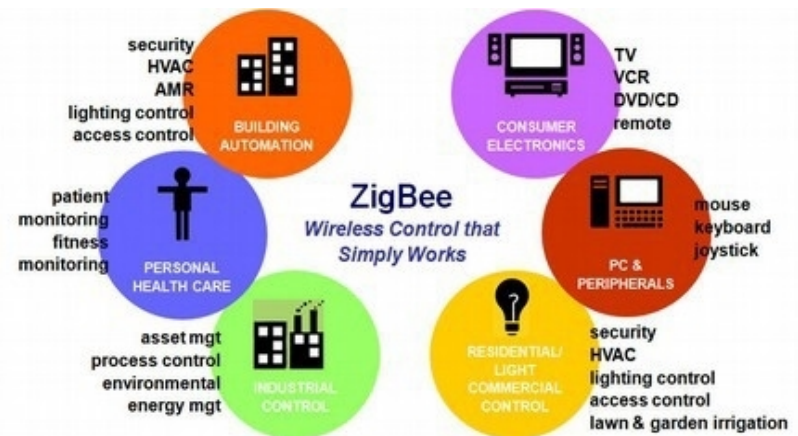 security
HVAC
AMR
lighting control
access control
BUILDING
AUTOMATION
TV
VCR
DVD/CD
remote
CONSUMER
ELECTRONICS
patient
monitoring
fitness
monitoring
PERSONAL
HEALTH CARE
ZigBee
Wireless Control that
Simply Works
mouse
keyboard
joystick
PC &
PERIPHERALS
asset mgt
process control
environmental
energy mgt
INDUSTRIAL
CONTROL
?
RESIDENTIAL/
LIGHT
COMMERCIAL
CONTROL
security
HVAC
lighting control
access control
lawn & garden irrigation